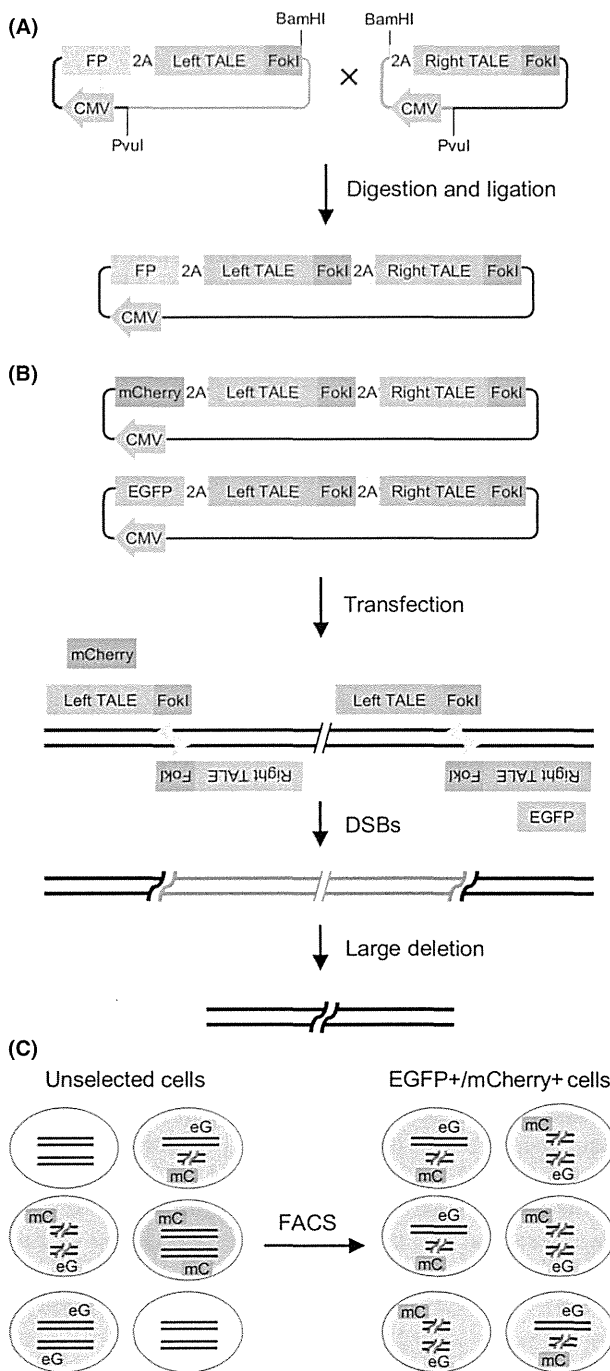 (A)
BamHI BamHI
FP 2A Left TALE FokI × 2A Right TALE FokI
CMV CMV
PvuI PvuI
Digestion and ligation
FP 2A Left TALE FokI 2A Right TALE FokI
CMV
(B)
mCherry 2A Left TALE FokI 2A Right TALE FokI
CMV
EGFP 2A Left TALE FokI 2A Right TALE FokI
CMV
Transfection
mCherry
Left TALE FokI Left TALE FokI
FokI Right TALE FokI Right TALE
EGFP
DSBs
Large deletion
(C)
Unselected cells EGFP+/mCherry+ cells
eG eG mC
mC mC eG
mC mC FACS eG mC
eG mC mC eG
eG mC eG
eG eG mC